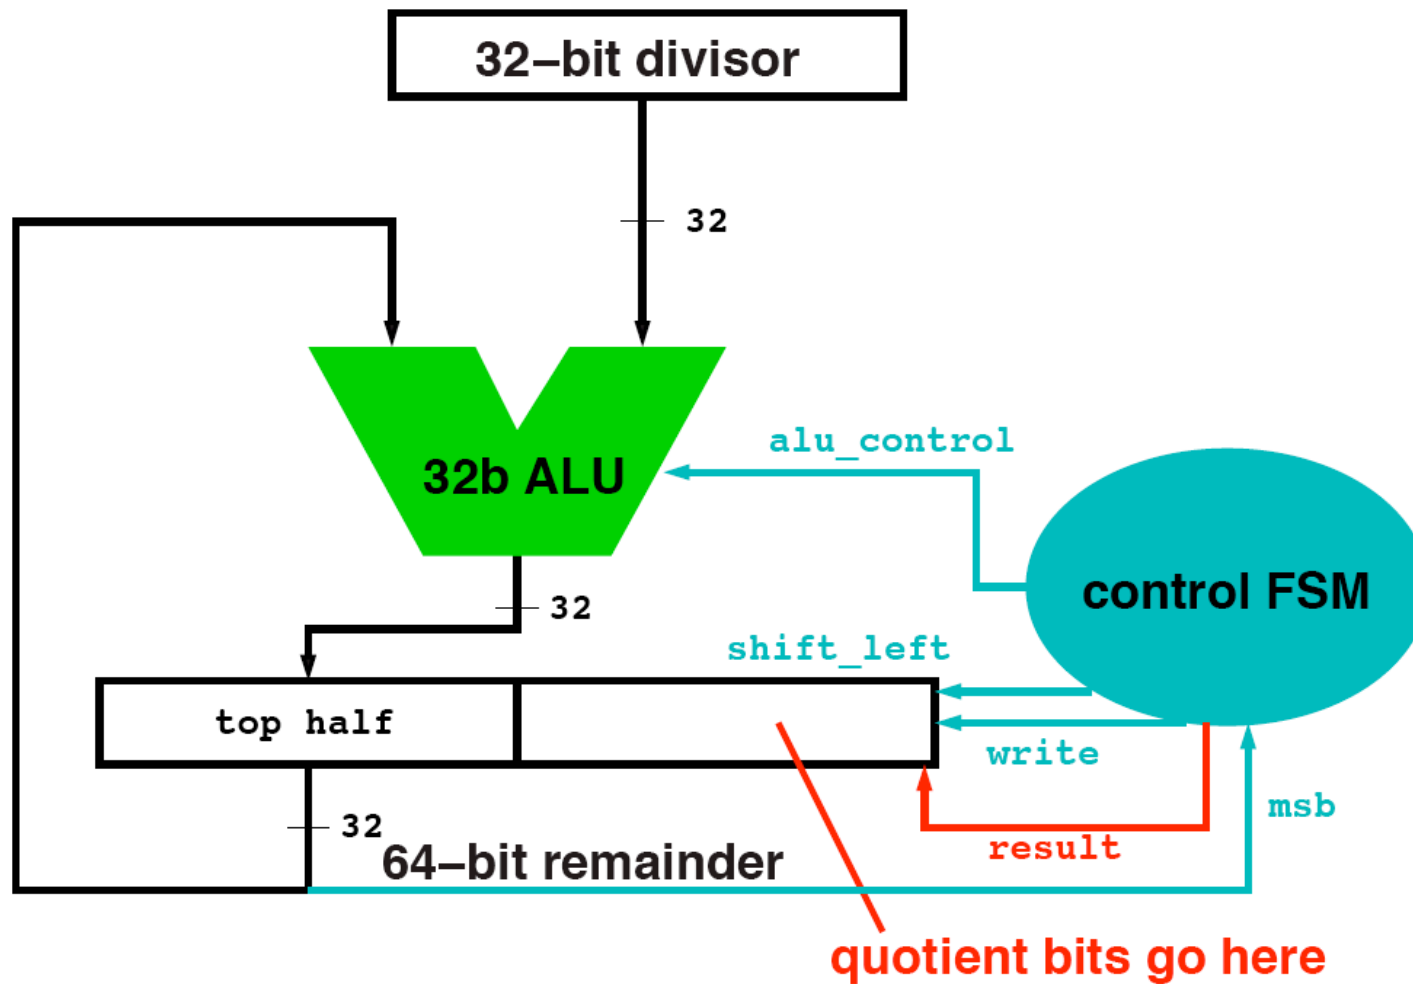 32−bit divisor
32
alu_control
32b ALU
control FSM
32
shift_left
top half
write
msb
32
result
64−bit remainder
quotient bits go here